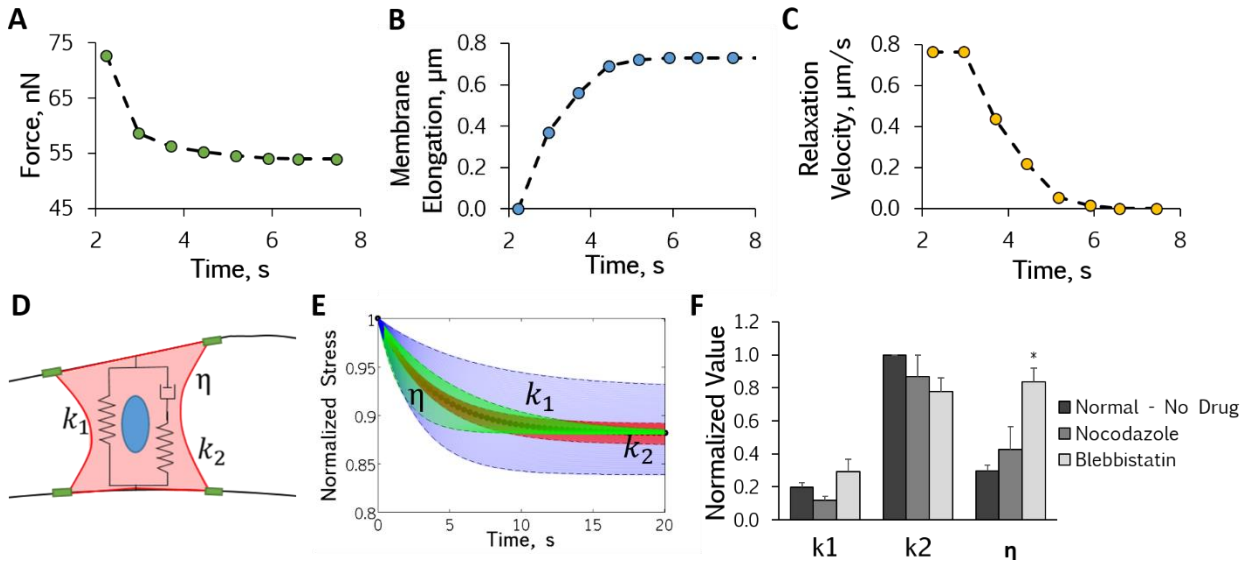 A
75
65
55
45
Force, nN
2
4
6
8
Time, s
B
0.8
0.6
0.4
0.2
0.0
Membrane
Elongation, μm
2
4
6
8
Time, s
C
0.8
0.6
0.4
0.2
0.0
Relaxation
Velocity, μm/s
2
4
6
8
Time, s
D
k1
η
k2
E
1
0.95
0.9
0.85
0.8
Normalized Stress
η
k1
k2
0
5
10
15
20
Time, s
F
1.2
1.0
0.8
0.6
0.4
0.2
0.0
Normalized Value
*
k1
k2
η
Normal - No Drug
Nocodazole
Blebbistatin